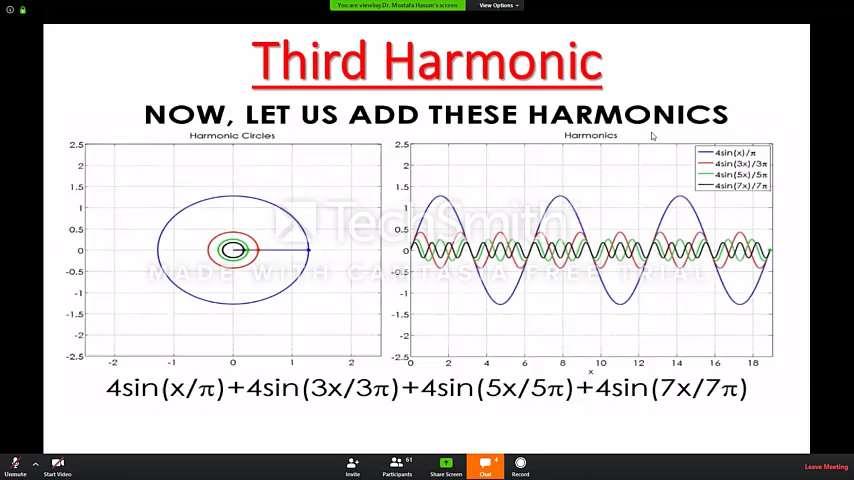 You are viewing Dr. Mostafa Hassan's screen
View Options
Third Harmonic
NOW, LET US ADD THESE HARMONICS
Harmonic Circles
Harmonics
2.5
2
1.5
1
0.5
0
-0.5
-1
-1.5
-2
-2.5
-2 -1 0 1 2
2.5
2
1.5
1
0.5
0
-0.5
-1
-1.5
-2
-2.5
0 2 4 6 8 10 12 14 16 18
x
4sin(x)/π
4sin(3x)/3π
4sin(5x)/5π
4sin(7x)/7π
TechSmith
MADE WITH CAMTASIA FREE TRIAL
4sin(x/π)+4sin(3x/3π)+4sin(5x/5π)+4sin(7x/7π)
Unmute
Start Video
Invite
61
Participants
Share Screen
4
Chat
Record
Leave Meeting